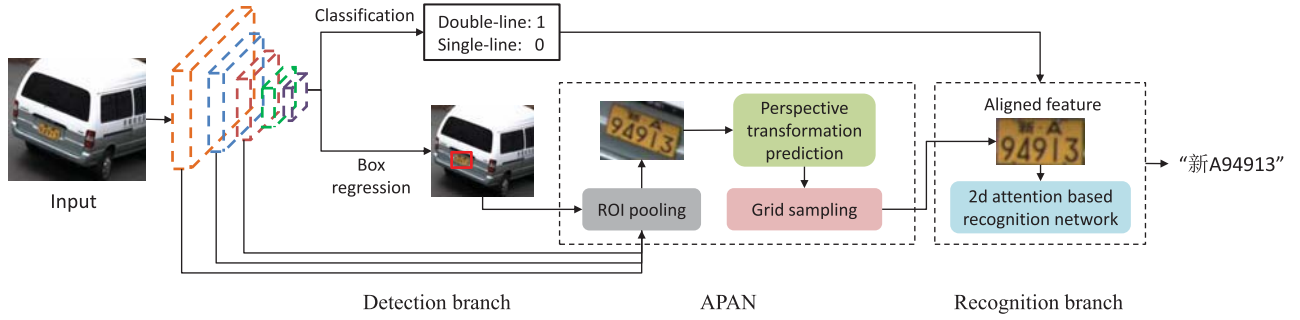 Input
Classification
Box
regression
Double-line: 1
Single-line: 0
94913
ROI pooling
Perspective
transformation
prediction
Grid sampling
Aligned feature
新·A
94913
2d attention based
recognition network
“新A94913”
Detection branch
APAN
Recognition branch